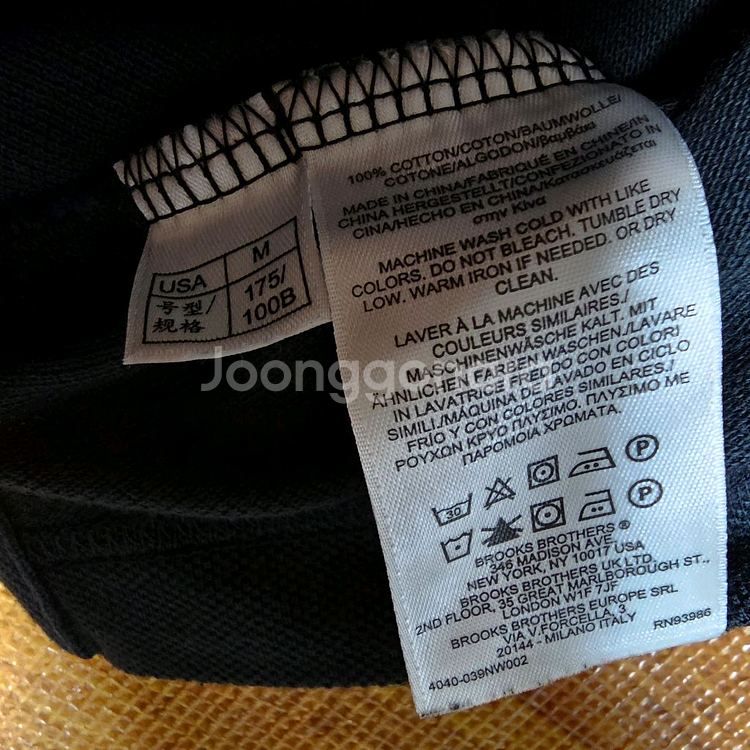 100% COTTON/COTON/BAUMWOLLE/
COTONE/ALGODON/βαμβάκι
MADE IN CHINA/FABRIQUÉ EN CHINE/IN
CHINA HERGESTELLT/CONFEZIONATO IN
CINA/HECHO EN CHINA/Κατασκευάζεται
στην Κίνα
MACHINE WASH COLD WITH LIKE
COLORS. DO NOT BLEACH. TUMBLE DRY
LOW. WARM IRON IF NEEDED. OR DRY
CLEAN.
LAVER À LA MACHINE AVEC DES
COULEURS SIMILAIRES./
MASCHINENWÄSCHE KALT. MIT
ÄHNLICHEN FARBEN WASCHEN/LAVARE
IN LAVATRICE FREDDO CON COLORI
SIMILI./MÁQUINA DE LAVADO EN CICLO
FRÍO Y CON COLORES SIMILARES./
ΡΟΥΧΩΝ ΚΡΥΟ ΠΛΥΣΙΜΟ, ΠΛΥΣΙΜΟ ΜΕ
ΠΑΡΟΜΟΙΑ ΧΡΩΜΑΤΑ.
30
P
P
BROOKS BROTHERS ®
346 MADISON AVE.
NEW YORK, NY 10017 USA
BROOKS BROTHERS UK LTD.
2ND FLOOR, 35 GREAT MARLBOROUGH ST.,
LONDON W1F 7JF
BROOKS BROTHERS EUROPE SRL
VIA V.FORCELLA, 3
20144 - MILANO ITALY
RN93986
4040-039NW002
USA M
号型/ 175/
规格 100B